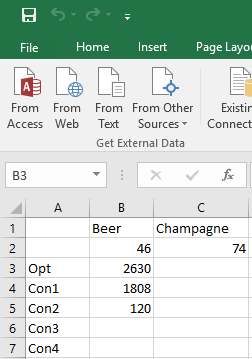 File Home Insert Page Layou
From Access From Web From Text From Other Sources Existin Connect
Get External Data
B3
A B C
1 Beer Champagne
2 46 74
3 Opt 2630
4 Con1 1808
5 Con2 120
6 Con3
7 Con4